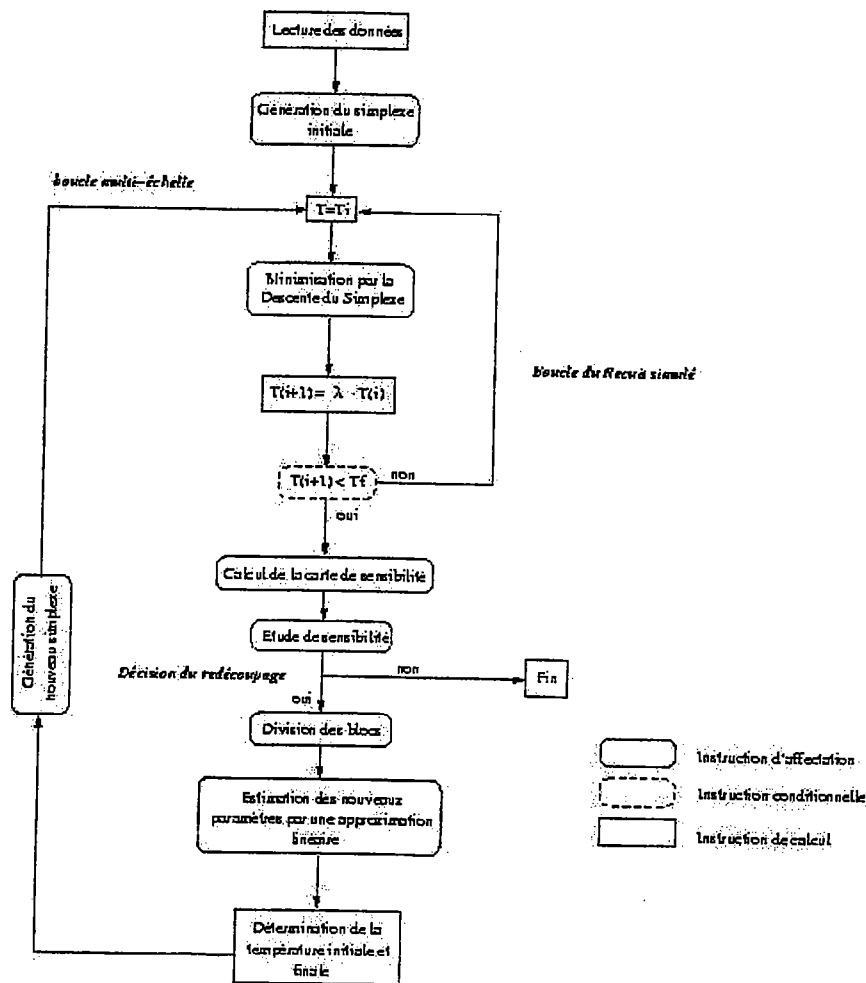 Lecture des données
Génération du simplexe
initiale
boucle multi-échelle
T=Ti
Minimisation par la
Descente du Simplexe
boucle du Recuit simulé
T(i+1)= λ · T(i)
T(i+1) < Tf
non
oui
Calcul de la carte de sensibilité
Génération du
nouveau simplexe
Etude de sensibilité
Décision du redécoupage
non
Fin
oui
Division des blocs
Instruction d'affectation
Estimation des nouveaux
paramètres par une approximation
linéaire
Instruction conditionnelle
Instruction de calcul
Détermination de la
température initiale et
finale